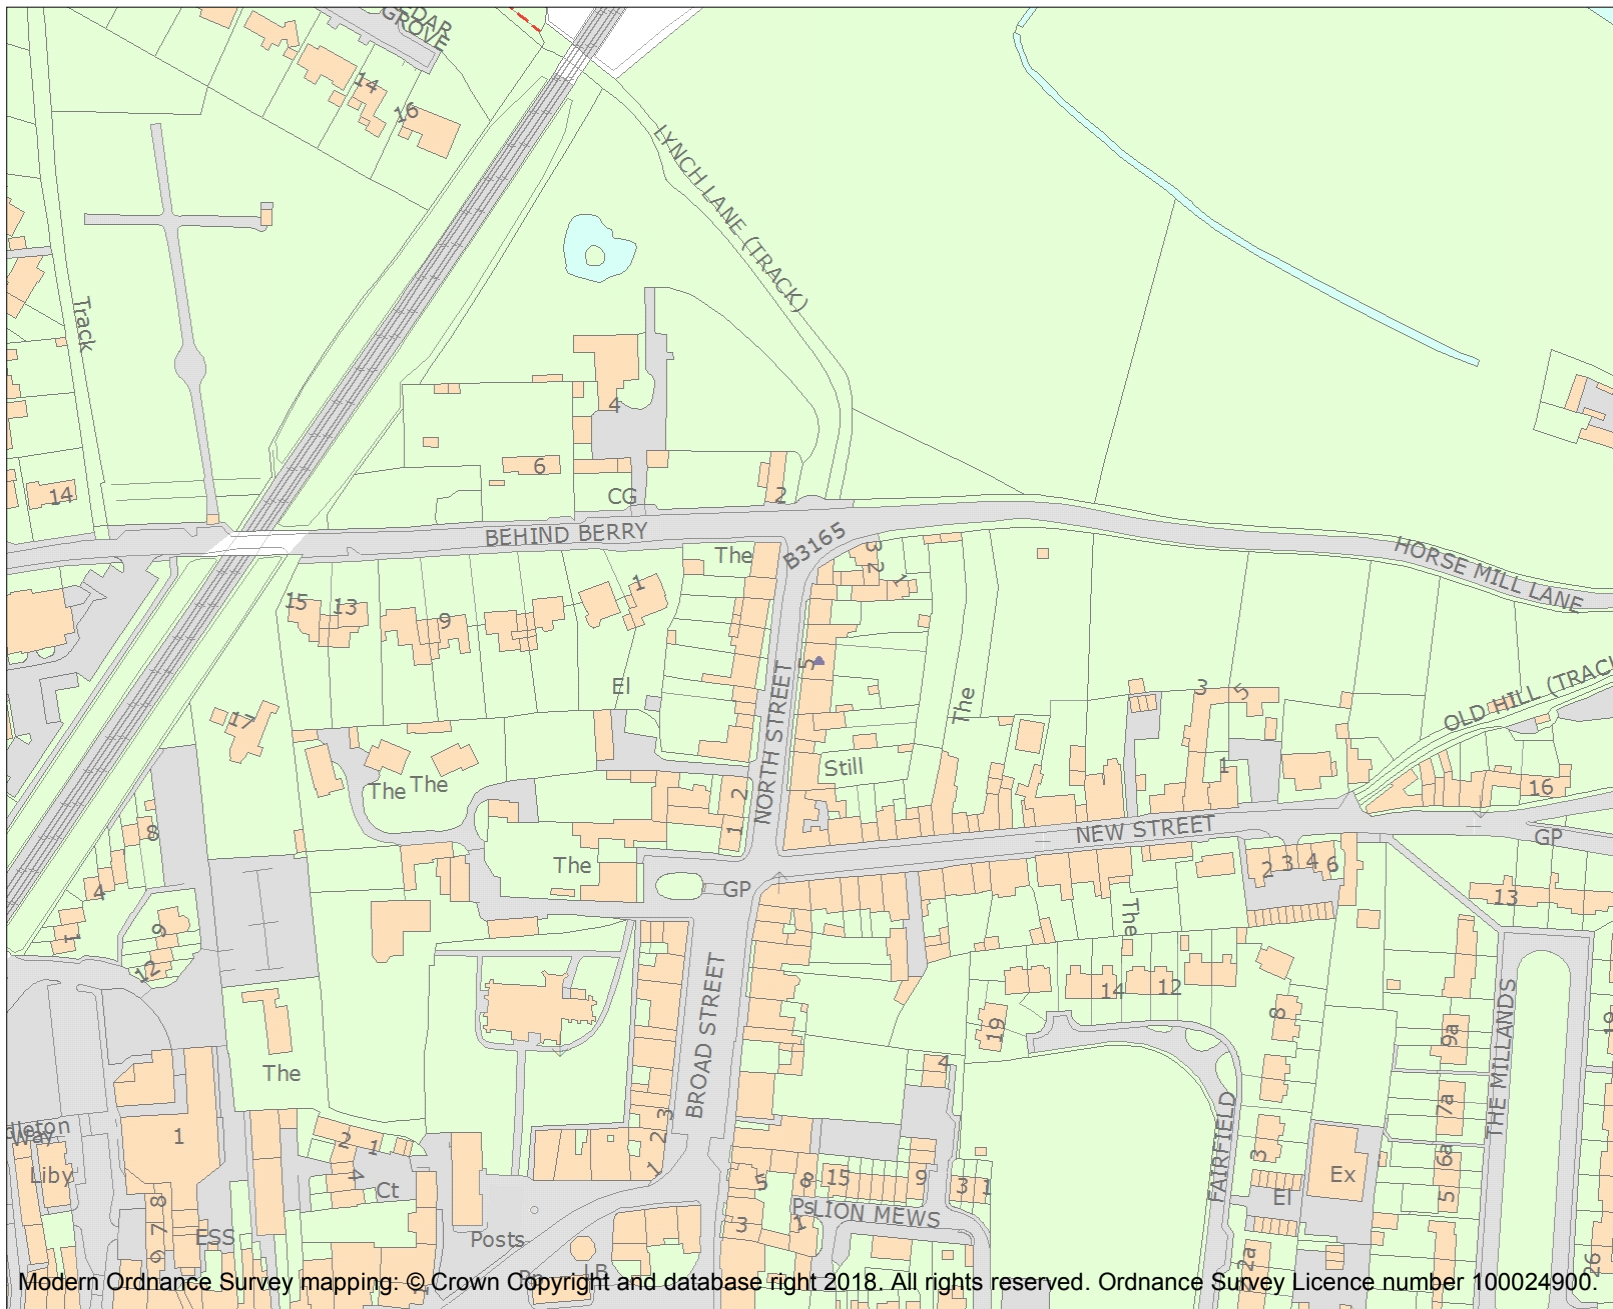 CEDAR
GROVE
14
16
LYNCH LANE (TRACK)
Track
4
6
14
CG
2
BEHIND BERRY
The
B3165
3
2
1
HORSE MILL LANE
15
13
9
1
5
El
17
The
3
5
OLD HILL (TRACK
NORTH STREET
Still
The
The
1
2
16
1
NEW STREET
GP
8
The
GP
2
3
4
6
4
13
The
1
9
12
BROAD STREET
14
12
19
8
THE MILLANDS
9a
19
4
The
FAIRFIELD
7a
dleton
Way
1
2
1
3
2
3
6a
Liby
4
Ct
1
5
8
15
9
3
1
Ex
El
5
8
7
6
ESS
Posts
3
Ps
1
LION MEWS
2a
26
LB
Modern Ordnance Survey mapping: © Crown Copyright and database right 2018. All rights reserved. Ordnance Survey Licence number 100024900.